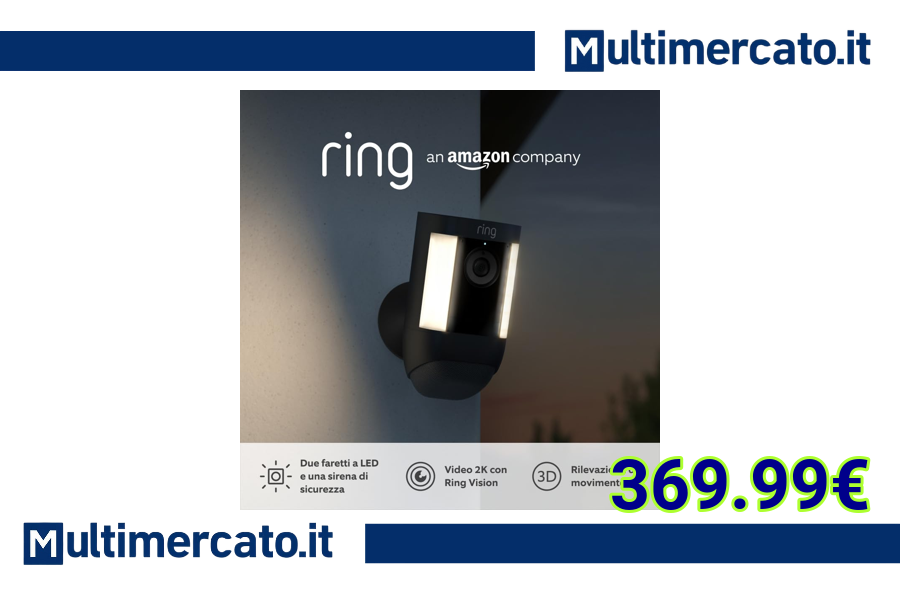 Multimercato.it
ring an amazon company
ring
Due faretti a LED
e una sirena di
sicurezza
Video 2K con
Ring Vision
3D
movimento
369.99€
Multimercato.it